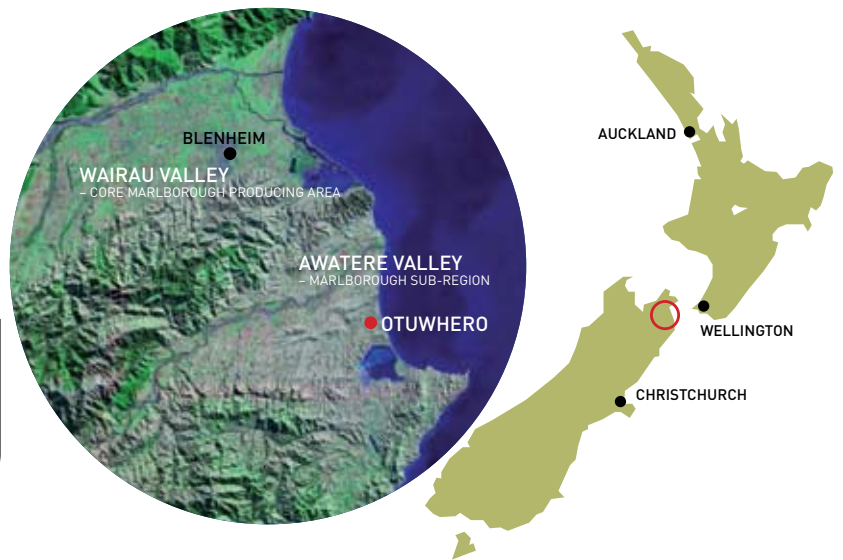 BLENHEIM
WAIRAU VALLEY
– CORE MARLBOROUGH PRODUCING AREA
AWATERE VALLEY
– MARLBOROUGH SUB-REGION
OTUWHERO
AUCKLAND
WELLINGTON
CHRISTCHURCH